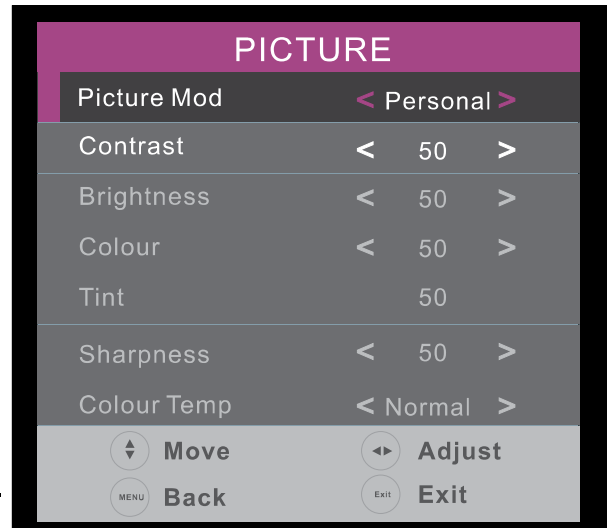 PICTURE
Picture Mod < Personal >
Contrast < 50 >
Brightness < 50 >
Colour < 50 >
Tint 50
Sharpness < 50 >
Colour Temp < Normal >
Move Adjust
MENU Back Exit Exit